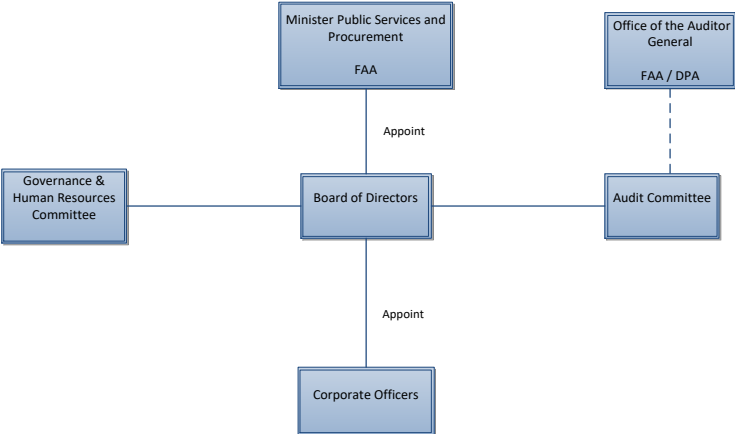 Minister Public Services and
Procurement
FAA
Office of the Auditor
General
FAA / DPA
Appoint
Governance &
Human Resources
Committee
Board of Directors
Audit Committee
Appoint
Corporate Officers